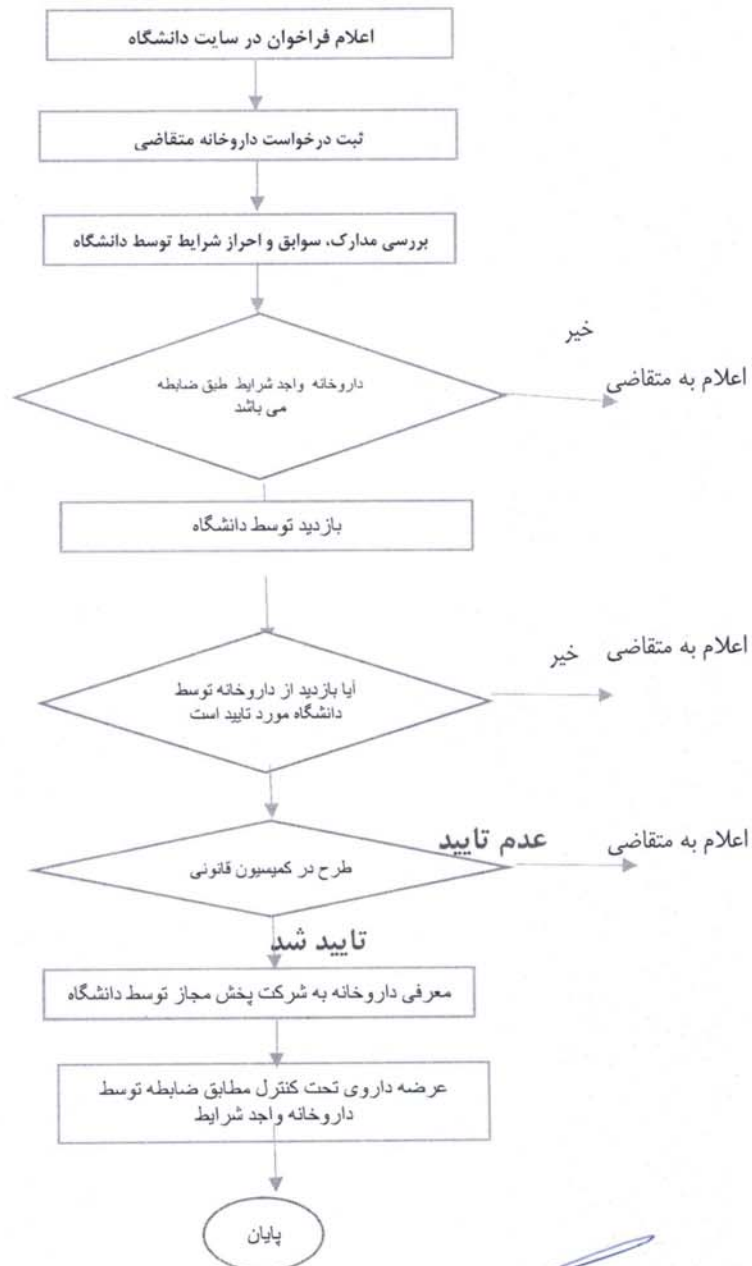 اعلام فراخوان در سایت دانشگاه
ثبت درخواست داروخانه متقاضی
بررسی مدارک، سوابق و احراز شرایط توسط دانشگاه
خیر
داروخانه واجد شرایط طبق ضابطه
می باشد
اعلام به متقاضی
بازدید توسط دانشگاه
آیا بازدید از داروخانه توسط
دانشگاه مورد تایید است
خیر
اعلام به متقاضی
طرح در کمیسیون قانونی
عدم تایید
اعلام به متقاضی
تایید شد
معرفی داروخانه به شرکت پخش مجاز توسط دانشگاه
عرضه داروی تحت کنترل مطابق ضابطه توسط
داروخانه واجد شرایط
پایان